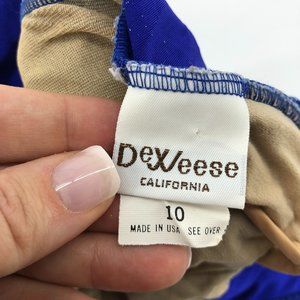 DeWeese
CALIFORNIA
10
MADE IN USA SEE OVER